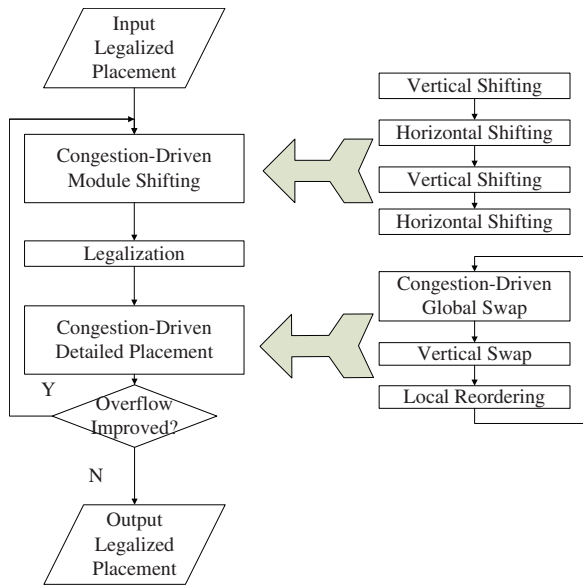 Input
Legalized
Placement
Congestion-Driven
Module Shifting
Legalization
Congestion-Driven
Detailed Placement
Y
Overflow
Improved?
N
Output
Legalized
Placement
Vertical Shifting
Horizontal Shifting
Vertical Shifting
Horizontal Shifting
Congestion-Driven
Global Swap
Vertical Swap
Local Reordering